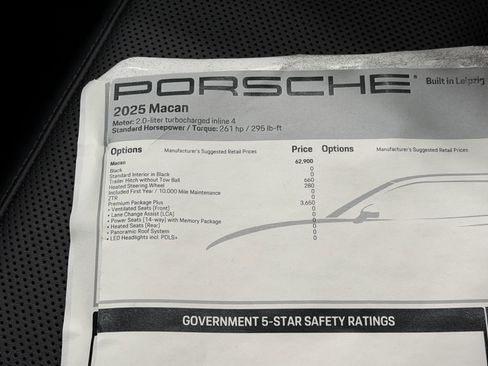 PORSCHE
Built in Leipzig
2025 Macan
Motor: 2.0-liter turbocharged inline 4
Standard Horsepower / Torque: 261 hp / 295 lb-ft
Options Manufacturer's Suggested Retail Prices Price Options Manufacturer's Suggested Retail Prices
Macan 62,900
Black 0
Standard Interior in Black 0
Trailer Hitch without Tow Ball 660
Heated Steering Wheel 280
Included First Year / 10,000 Mile Maintenance 0
ZTR 0
Premium Package Plus 3,650
• Ventilated Seats (Front) 0
• Lane Change Assist (LCA) 0
• Power Seats (14-way) with Memory Package 0
• Heated Seats (Rear) 0
• Panoramic Roof System 0
• LED Headlights incl. PDLS+ 0
GOVERNMENT 5-STAR SAFETY RATINGS